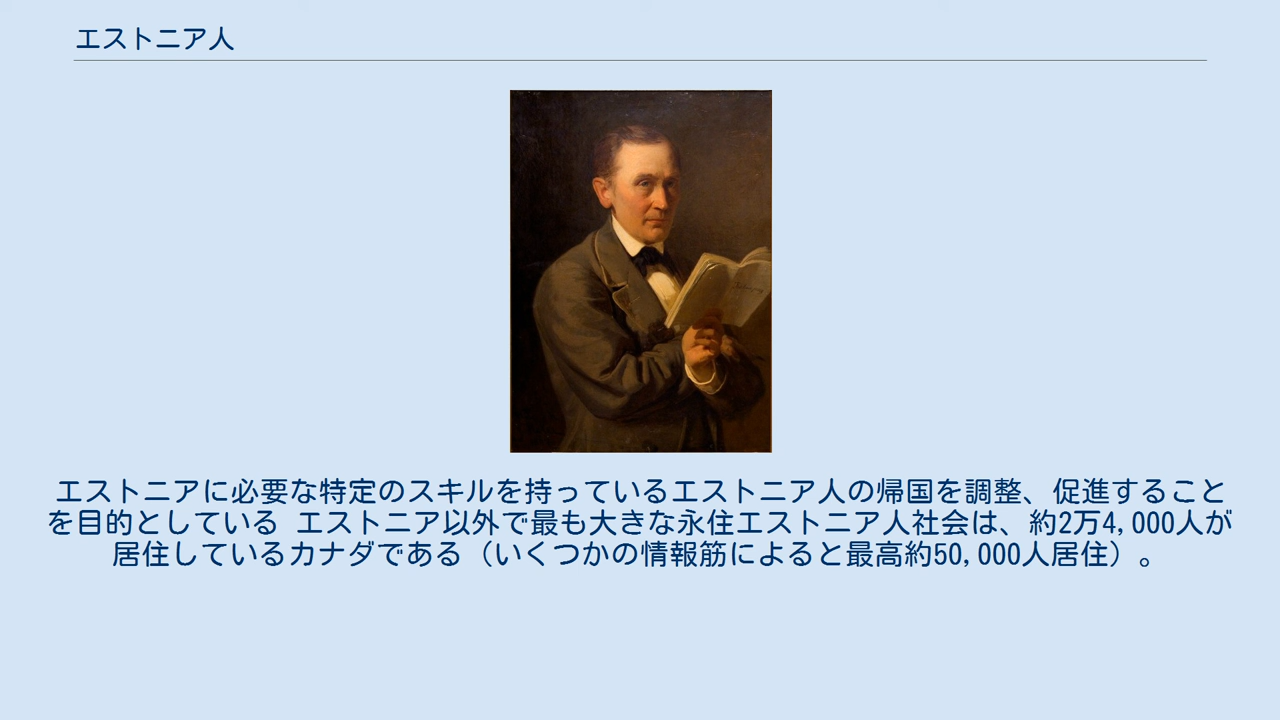 エストニア人
エストニアに必要な特定のスキルを持っているエストニア人の帰国を調整、促進すること
を目的としている エストニア以外で最も大きな永住エストニア人社会は、約2万4,000人が
居住しているカナダである（いくつかの情報筋によると最高約50,000人居住）。